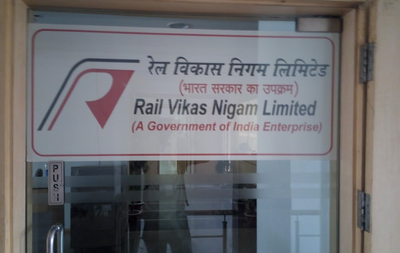 रेल विकास निगम लिमिटेड
(भारत सरकार का उपक्रम)
Rail Vikas Nigam Limited
(A Government of India Enterprise)
PUSH